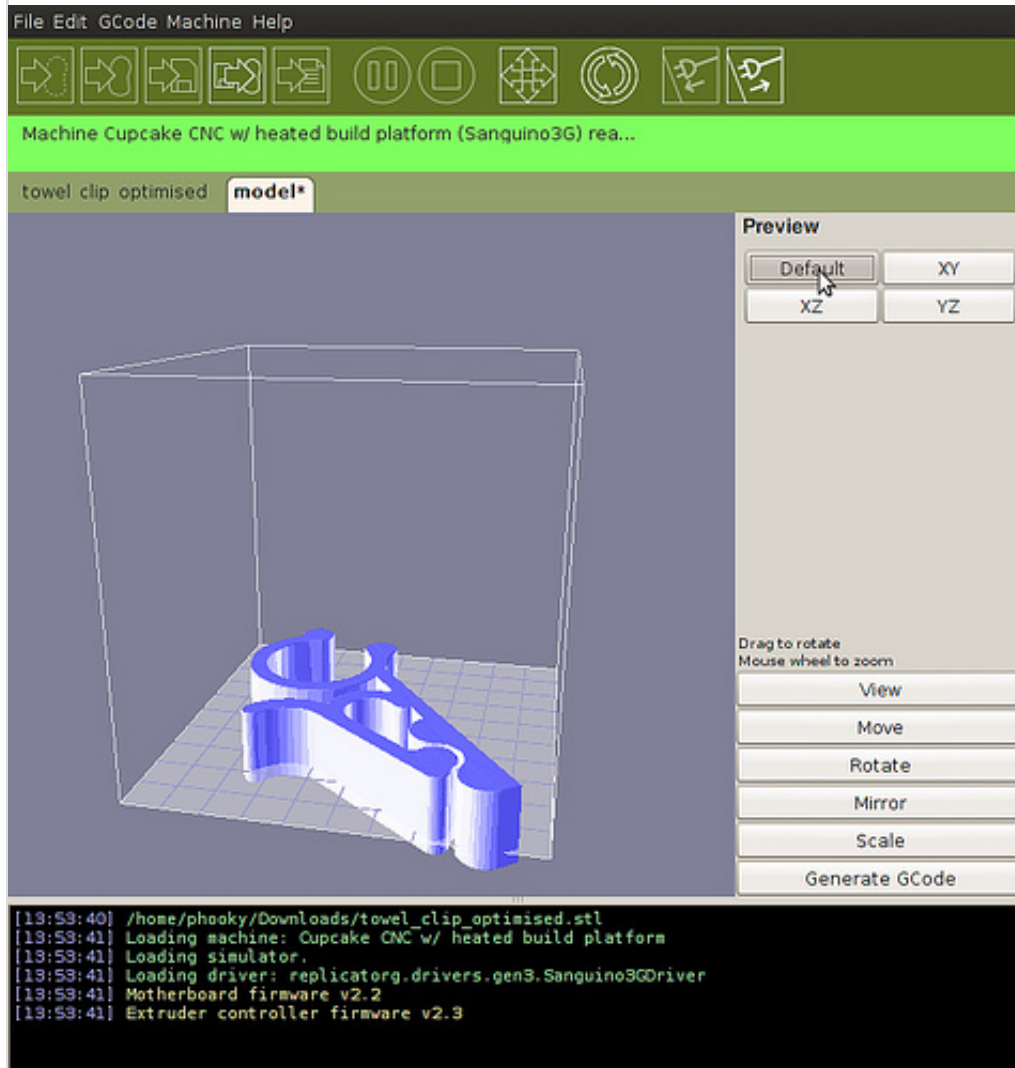 File Edit GCode Machine Help
Machine Cupcake CNC w/ heated build platform (Sanguino3G) rea...
towel clip optimised model*
Preview
Default XY
XZ YZ
Drag to rotate
Mouse wheel to zoom
View
Move
Rotate
Mirror
Scale
Generate GCode
[13:53:40] /home/phooky/Downloads/towel_clip_optimised.stl
[13:53:41] Loading machine: Cupcake CNC w/ heated build platform
[13:53:41] Loading simulator.
[13:53:41] Loading driver: replicatorg.drivers.gen3.Sanguino3GDriver
[13:53:41] Motherboard firmware v2.2
[13:53:41] Extruder controller firmware v2.3